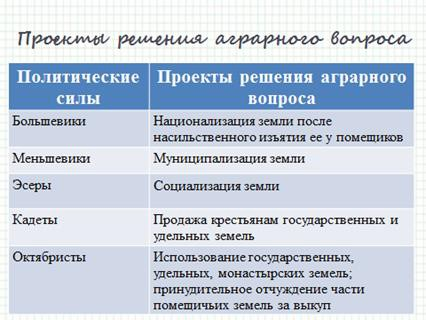 Проекты решения аграрного вопроса
Политические силы
Проекты решения аграрного вопроса
Большевики
Национализация земли после
насильственного изъятия ее у помещиков
Меньшевики
Муниципализация земли
Эсеры
Социализация земли
Кадеты
Продажа крестьянам государственных и
удельных земель
Октябристы
Использование государственных,
удельных, монастырских земель;
принудительное отчуждение части
помещичьих земель за выкуп